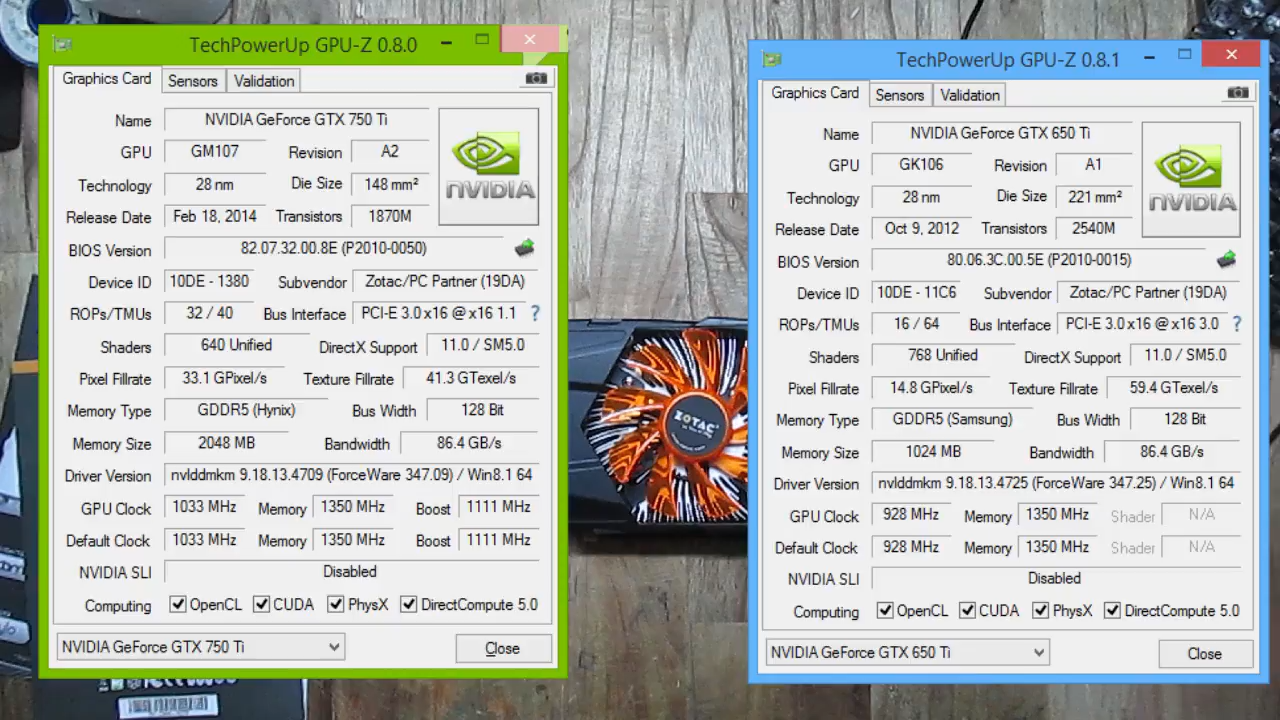 TechPowerUp GPU-Z 0.8.0
Graphics Card Sensors Validation
Name NVIDIA GeForce GTX 750 Ti
GPU GM107 Revision A2
Technology 28 nm Die Size 148 mm²
Release Date Feb 18, 2014 Transistors 1870M
NVIDIA
BIOS Version 82.07.32.00.8E (P2010-0050)
Device ID 10DE - 1380 Subvendor Zotac/PC Partner (19DA)
ROPs/TMUs 32 / 40 Bus Interface PCI-E 3.0 x16 @ x16 1.1 ?
Shaders 640 Unified DirectX Support 11.0 / SM5.0
Pixel Fillrate 33.1 GPixel/s Texture Fillrate 41.3 GTexel/s
Memory Type GDDR5 (Hynix) Bus Width 128 Bit
Memory Size 2048 MB Bandwidth 86.4 GB/s
Driver Version nvlddmkm 9.18.13.4709 (ForceWare 347.09) / Win8.1 64
GPU Clock 1033 MHz Memory 1350 MHz Boost 1111 MHz
Default Clock 1033 MHz Memory 1350 MHz Boost 1111 MHz
NVIDIA SLI Disabled
Computing OpenCL CUDA PhysX DirectCompute 5.0
NVIDIA GeForce GTX 750 Ti Close
ZOTAC
TechPowerUp GPU-Z 0.8.1
Graphics Card Sensors Validation
Name NVIDIA GeForce GTX 650 Ti
GPU GK106 Revision A1
Technology 28 nm Die Size 221 mm²
Release Date Oct 9, 2012 Transistors 2540M
NVIDIA
BIOS Version 80.06.3C.00.5E (P2010-0015)
Device ID 10DE - 11C6 Subvendor Zotac/PC Partner (19DA)
ROPs/TMUs 16 / 64 Bus Interface PCI-E 3.0 x16 @ x16 3.0 ?
Shaders 768 Unified DirectX Support 11.0 / SM5.0
Pixel Fillrate 14.8 GPixel/s Texture Fillrate 59.4 GTexel/s
Memory Type GDDR5 (Samsung) Bus Width 128 Bit
Memory Size 1024 MB Bandwidth 86.4 GB/s
Driver Version nvlddmkm 9.18.13.4725 (ForceWare 347.25) / Win8.1 64
GPU Clock 928 MHz Memory 1350 MHz Shader N/A
Default Clock 928 MHz Memory 1350 MHz Shader N/A
NVIDIA SLI Disabled
Computing OpenCL CUDA PhysX DirectCompute 5.0
NVIDIA GeForce GTX 650 Ti Close